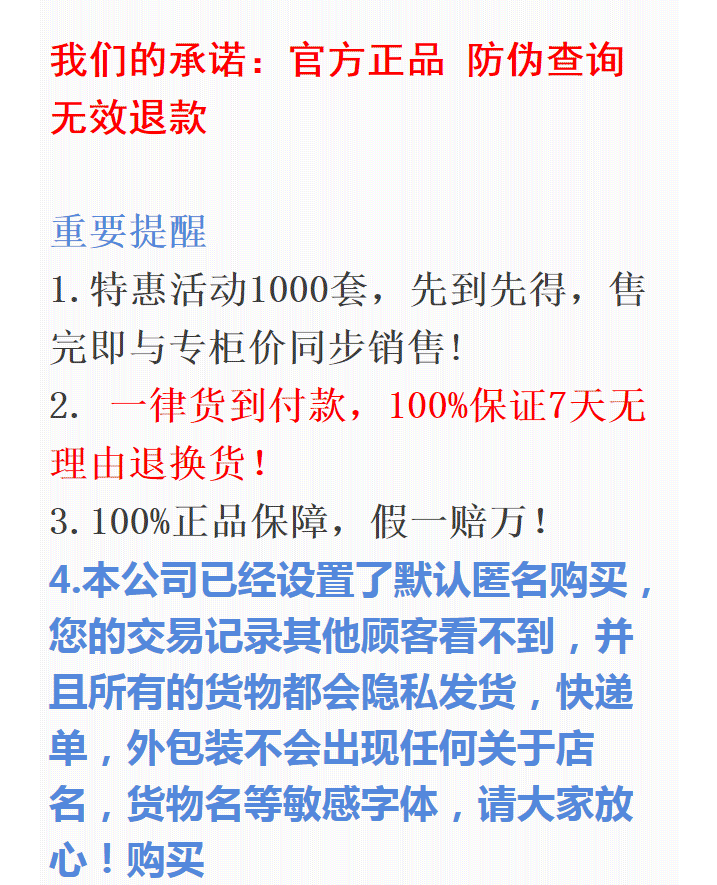 我们的承诺：官方正品 防伪查询
无效退款
重要提醒
1.特惠活动1000套，先到先得，售
完即与专柜价同步销售!
2. 一律货到付款，100%保证7天无
理由退换货！
3.100%正品保障，假一赔万！
4.本公司已经设置了默认匿名购买，
您的交易记录其他顾客看不到，并
且所有的货物都会隐私发货，快递
单，外包装不会出现任何关于店
名，货物名等敏感字体，请大家放
心！购买